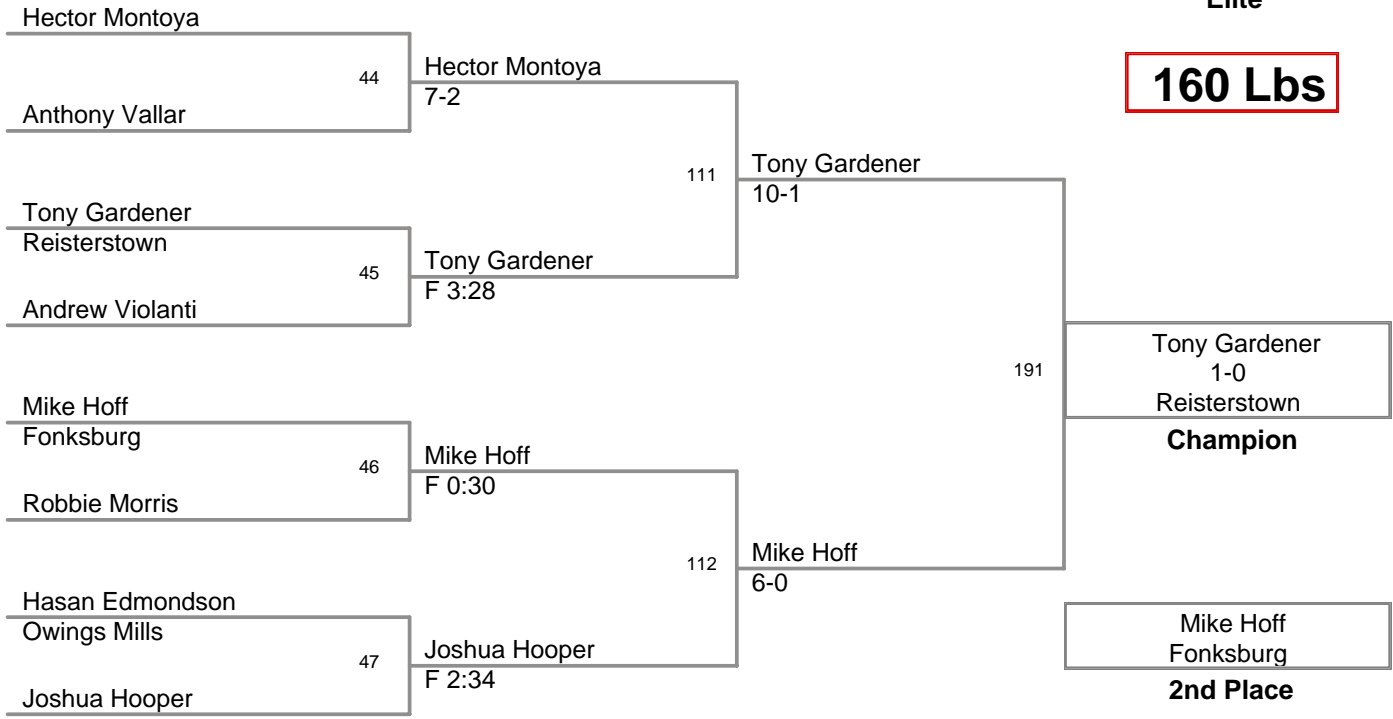 Elite
160 Lbs
Hector Montoya
44
Anthony Vallar
Hector Montoya
7-2
Tony Gardener
Reisterstown
45
Andrew Violanti
Tony Gardener
F 3:28
111
Tony Gardener
10-1
Mike Hoff
Fonksburg
46
Robbie Morris
Mike Hoff
F 0:30
Hasan Edmondson
Owings Mills
47
Joshua Hooper
Joshua Hooper
F 2:34
112
Mike Hoff
6-0
191
Tony Gardener
1-0
Reisterstown
Champion
Mike Hoff
Fonksburg
2nd Place